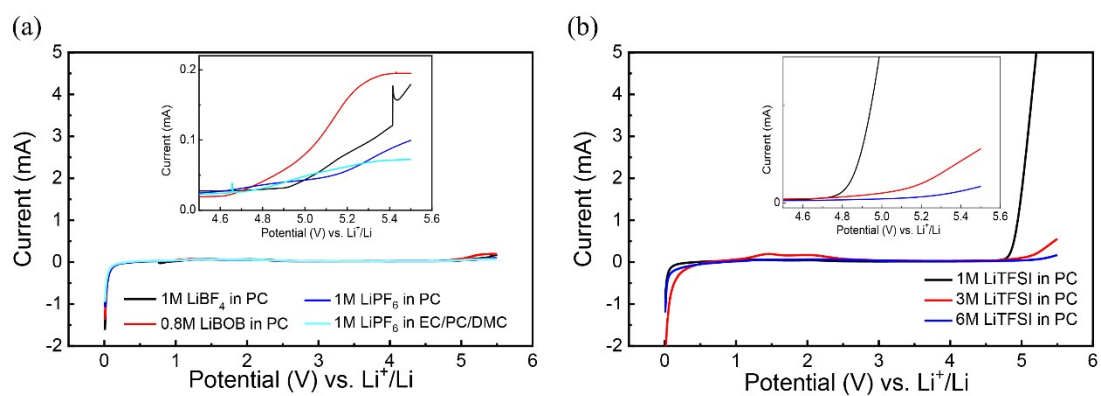 (a)
5
4
3
2
1
0
-1
-2
Current (mA)
0.2
0.1
0.0
Current (mA)
4.6 4.8 5.0 5.2 5.4 5.6
Potential (V) vs. Li⁺/Li
1M LiBF₄ in PC
1M LiPF₆ in PC
0.8M LiBOB in PC
1M LiPF₆ in EC/PC/DMC
0 1 2 3 4 5 6
Potential (V) vs. Li⁺/Li
(b)
5
4
3
2
1
0
-1
-2
Current (mA)
0
Current (mA)
4.6 4.8 5.0 5.2 5.4 5.6
Potential (V) vs. Li⁺/Li
1M LiTFSI in PC
3M LiTFSI in PC
6M LiTFSI in PC
0 1 2 3 4 5 6
Potential (V) vs. Li⁺/Li